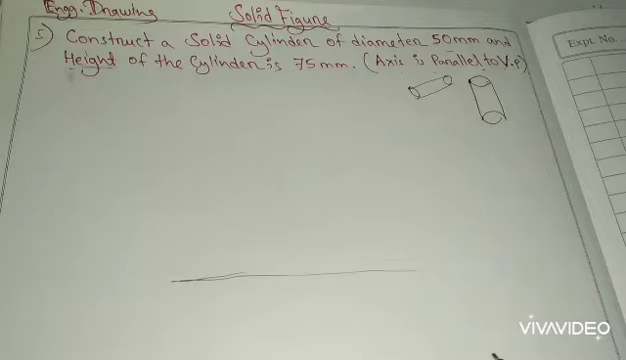 Engg. Drawing
Solid Figure
5) Construct a Solid Cylinder of diameter 50mm and
Height of the Cylinder is 75mm. (Axis is Parallel to V.P)
Expt. No.
VIVAVIDEO